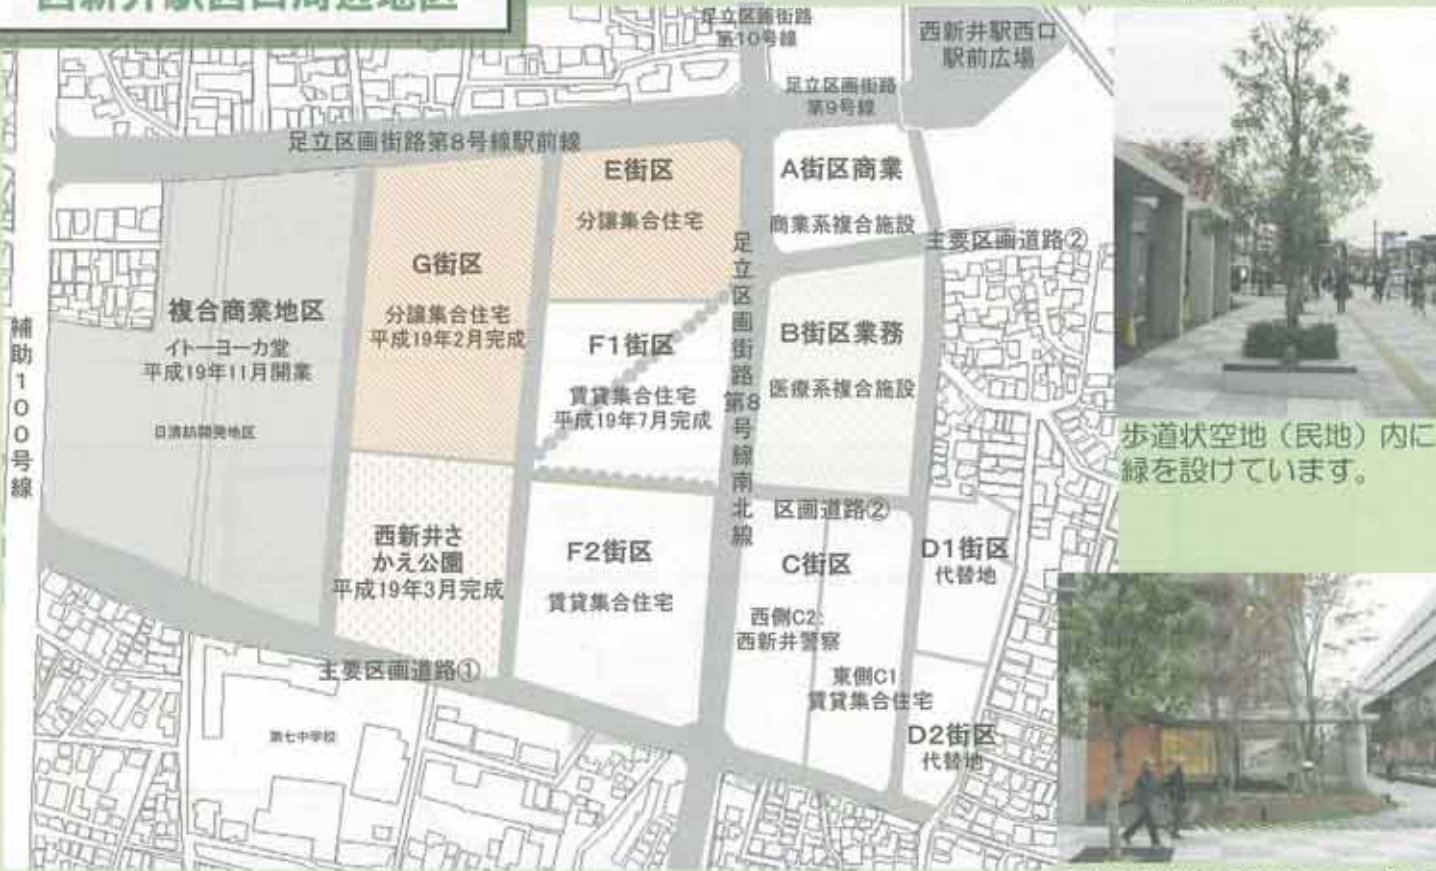 西新井駅西口周辺地区
足立区画街路
第10号線
西新井駅西口
駅前広場
足立区画街路
第9号線
足立区画街路第8号線駅前線
E街区
分譲集合住宅
A街区商業
商業系複合施設
主要区画道路②
G街区
分譲集合住宅
平成19年2月完成
複合商業地区
イトーヨーカ堂
平成19年11月開業
日清紡開発地区
補助100号線
F1街区
賃貸集合住宅
平成19年7月完成
足立区画街路第8号線南北線
B街区業務
医療系複合施設
歩道状空地（民地）内に
緑を設けています。
区画道路②
西新井さ
かえ公園
平成19年3月完成
F2街区
賃貸集合住宅
C街区
西側C2:
西新井警察
東側C1
賃貸集合住宅
D1街区
代替地
D2街区
代替地
主要区画道路①
第七中学校